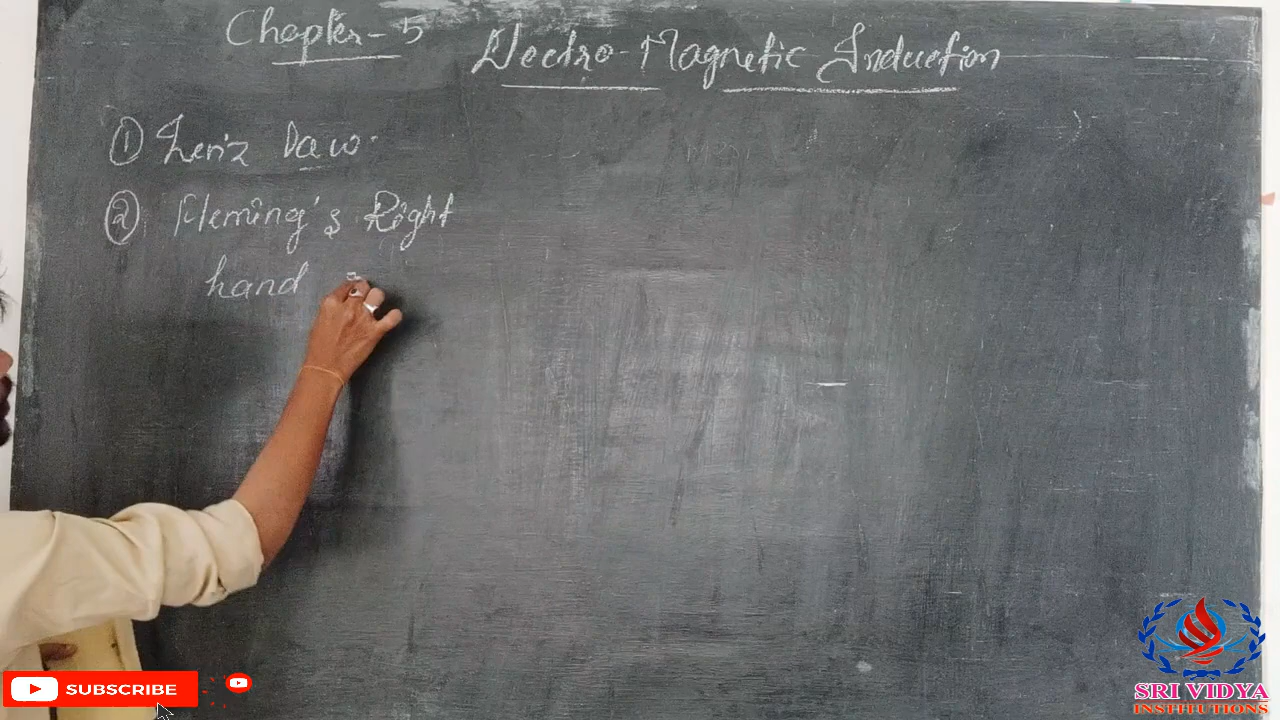 Chapter - 5 Electro - Magnetic Induction
① Lenz Law.
② Fleming's Right
hand
SUBSCRIBE
SRI VIDYA
INSTITUTIONS